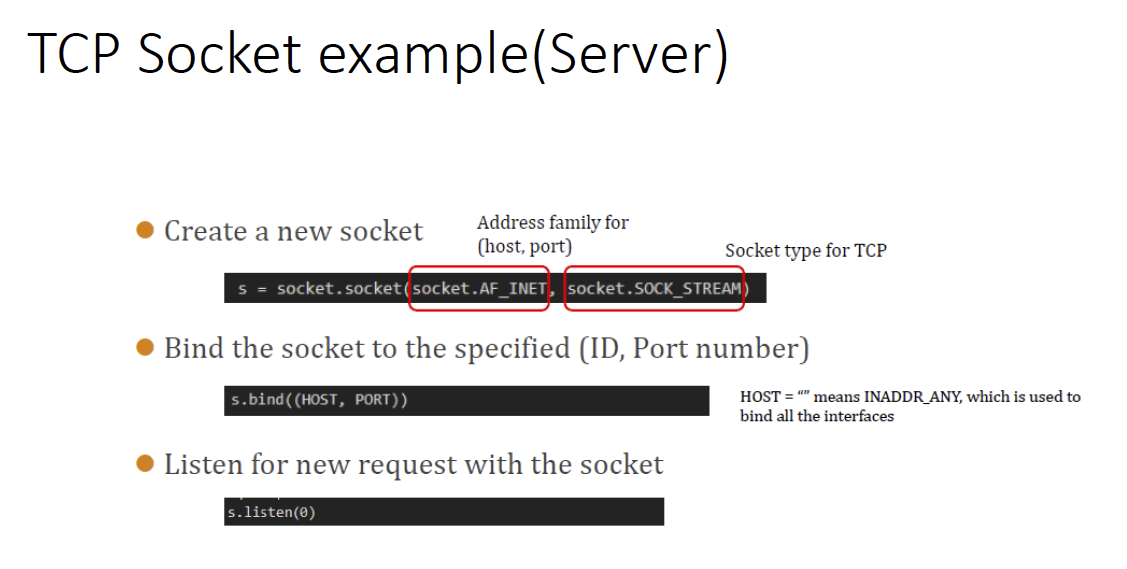 TCP Socket example(Server)
Create a new socket
Address family for
(host, port)
Socket type for TCP
s = socket.socket(socket.AF_INET, socket.SOCK_STREAM)
Bind the socket to the specified (ID, Port number)
s.bind((HOST, PORT))
HOST = “” means INADDR_ANY, which is used to
bind all the interfaces
Listen for new request with the socket
s.listen(0)